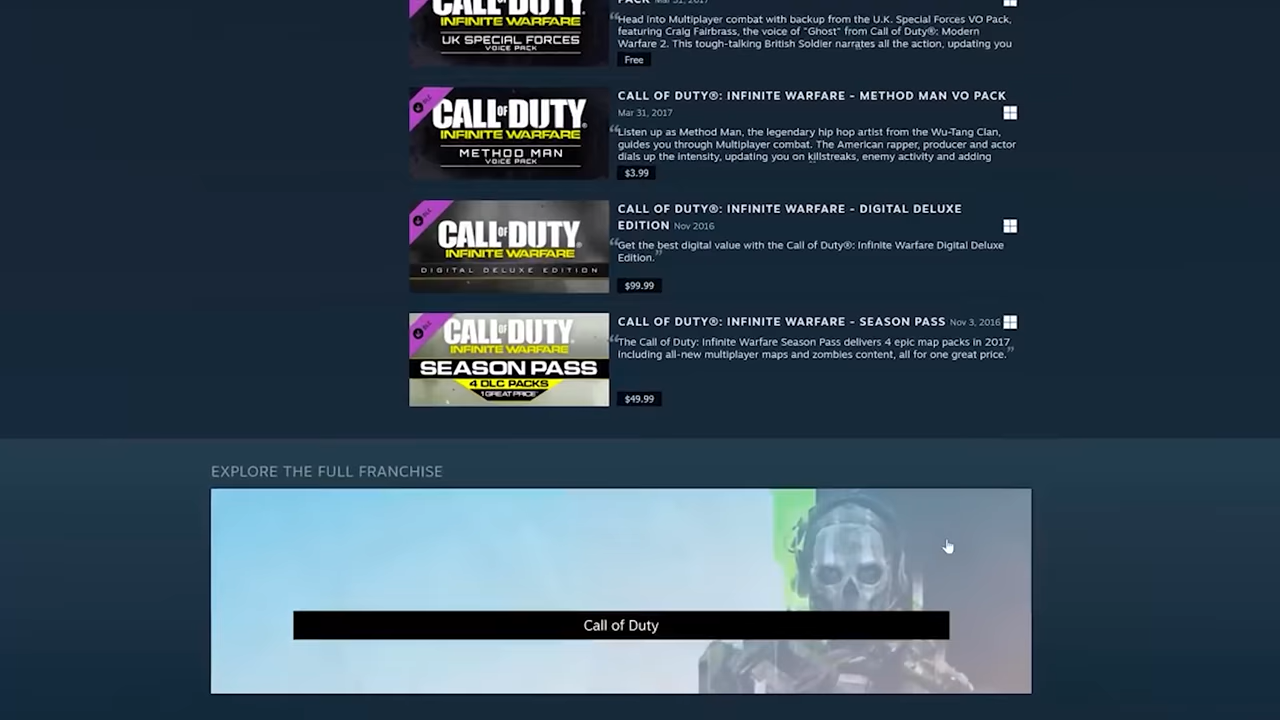 CALL OF DUTY
INFINITE WARFARE
UK SPECIAL FORCES
VOICE PACK
PACK Mar 31, 2017
“Head into Multiplayer combat with backup from the U.K. Special Forces VO Pack,
featuring Craig Fairbrass, the voice of "Ghost" from Call of Duty®: Modern
Warfare 2. This tough-talking British Soldier narrates all the action, updating you
Free
DLC
CALL OF DUTY
INFINITE WARFARE
METHOD MAN
VOICE PACK
CALL OF DUTY®: INFINITE WARFARE - METHOD MAN VO PACK
Mar 31, 2017
“Listen up as Method Man, the legendary hip hop artist from the Wu-Tang Clan,
guides you through Multiplayer combat. The American rapper, producer and actor
dials up the intensity, updating you on killstreaks, enemy activity and adding
$3.99
DLC
CALL OF DUTY®
INFINITE WARFARE
DIGITAL DELUXE EDITION
CALL OF DUTY®: INFINITE WARFARE - DIGITAL DELUXE
EDITION Nov 2016
“Get the best digital value with the Call of Duty®: Infinite Warfare Digital Deluxe
Edition.”
$99.99
DLC
CALL OF DUTY
INFINITE WARFARE
SEASON PASS
4 DLC PACKS
1 GREAT PRICE
CALL OF DUTY®: INFINITE WARFARE - SEASON PASS Nov 3, 2016
“The Call of Duty: Infinite Warfare Season Pass delivers 4 epic map packs in 2017
including all-new multiplayer maps and zombies content, all for one great price.”
$49.99
EXPLORE THE FULL FRANCHISE
Call of Duty